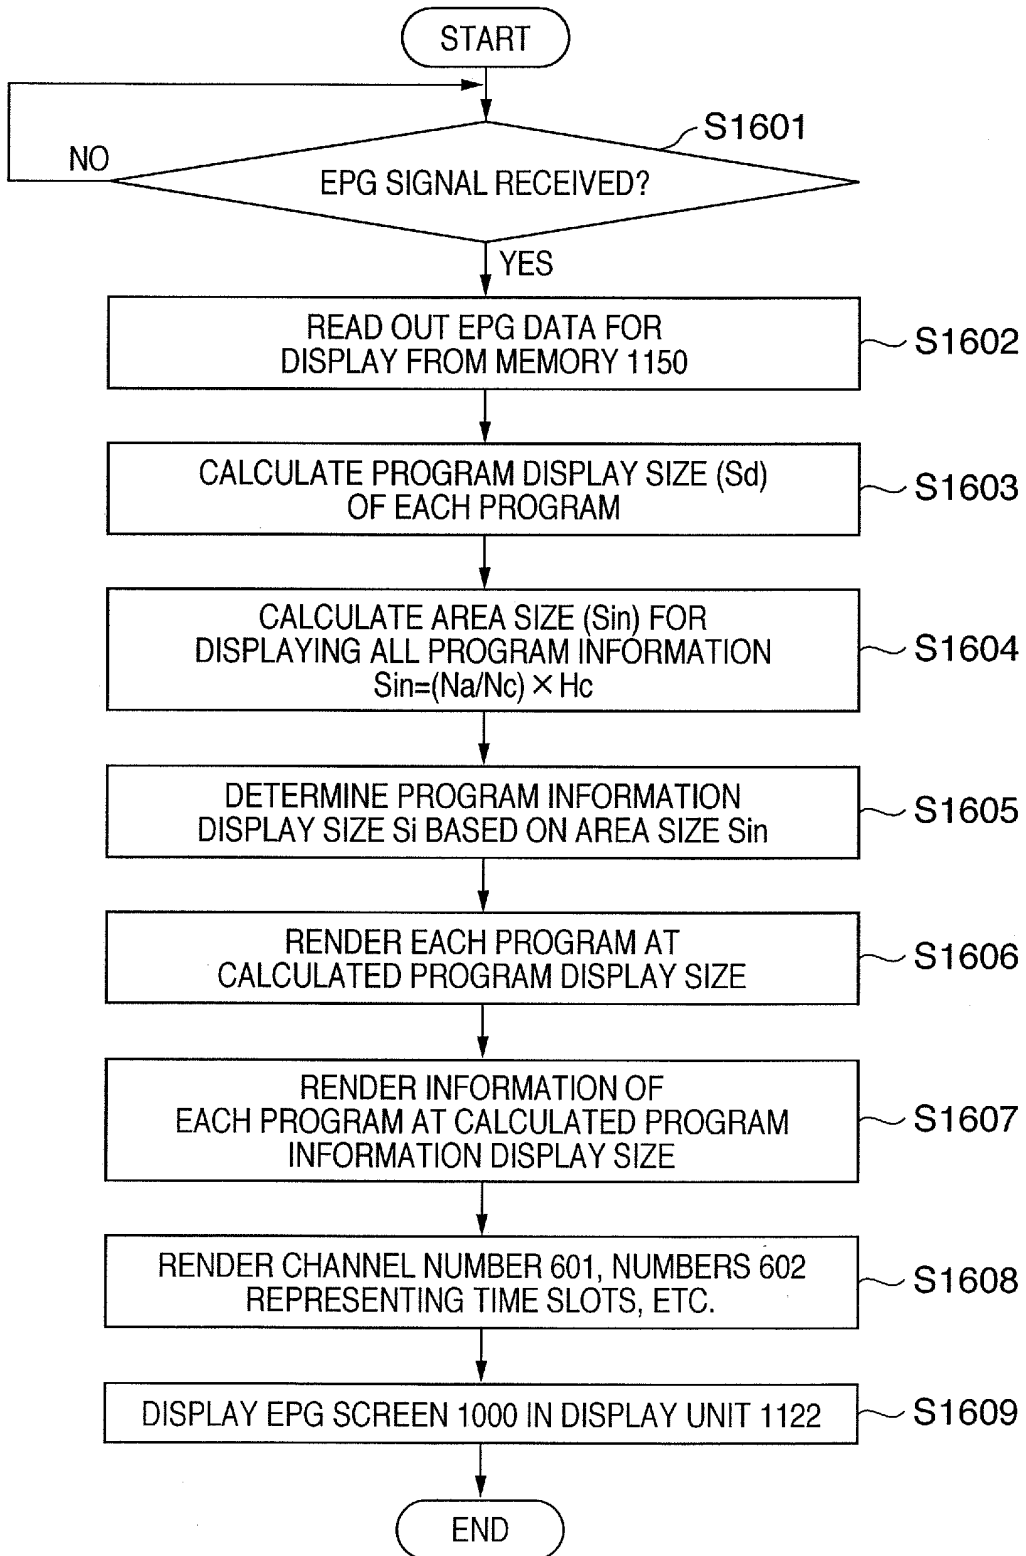 START
S1601
NO
EPG SIGNAL RECEIVED?
YES
READ OUT EPG DATA FOR
DISPLAY FROM MEMORY 1150
S1602
CALCULATE PROGRAM DISPLAY SIZE (Sd)
OF EACH PROGRAM
S1603
CALCULATE AREA SIZE (Sin) FOR
DISPLAYING ALL PROGRAM INFORMATION
Sin=(Na/Nc) × Hc
S1604
DETERMINE PROGRAM INFORMATION
DISPLAY SIZE Si BASED ON AREA SIZE Sin
S1605
RENDER EACH PROGRAM AT
CALCULATED PROGRAM DISPLAY SIZE
S1606
RENDER INFORMATION OF
EACH PROGRAM AT CALCULATED PROGRAM
INFORMATION DISPLAY SIZE
S1607
RENDER CHANNEL NUMBER 601, NUMBERS 602
REPRESENTING TIME SLOTS, ETC.
S1608
DISPLAY EPG SCREEN 1000 IN DISPLAY UNIT 1122
S1609
END